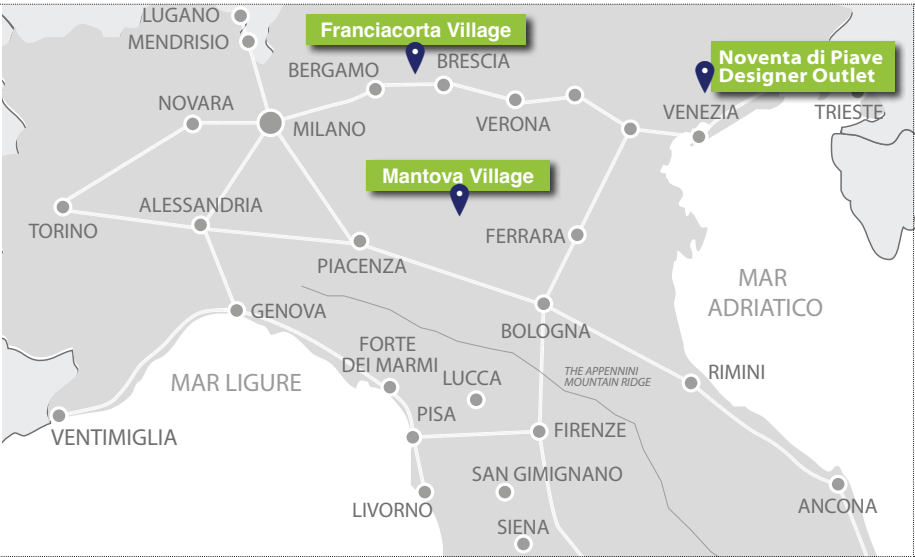 LUGANO
MENDRISIO
Franciacorta Village
BERGAMO
BRESCIA
Noventa di Piave
Designer Outlet
NOVARA
MILANO
VERONA
VENEZIA
TRIESTE
Mantova Village
TORINO
ALESSANDRIA
FERRARA
PIACENZA
MAR
ADRIATICO
GENOVA
BOLOGNA
FORTE
DEI MARMI
LUCCA
THE APPENNINI
MOUNTAIN RIDGE
RIMINI
MAR LIGURE
PISA
VENTIMIGLIA
FIRENZE
SAN GIMIGNANO
LIVORNO
ANCONA
SIENA